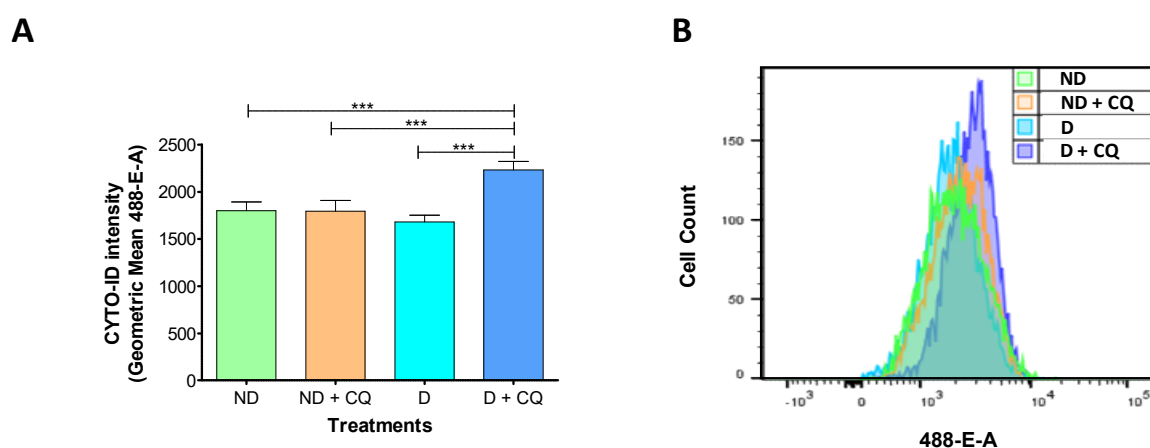 A
***
***
***
2500
2000
1500
1000
500
0
CYTO-ID intensity
(Geometric Mean 488-E-A)
ND
ND + CQ
D
D + CQ
Treatments
B
ND
ND + CQ
D
D + CQ
150
100
50
0
Cell Count
-10³
0
10³
10⁴
10⁵
488-E-A